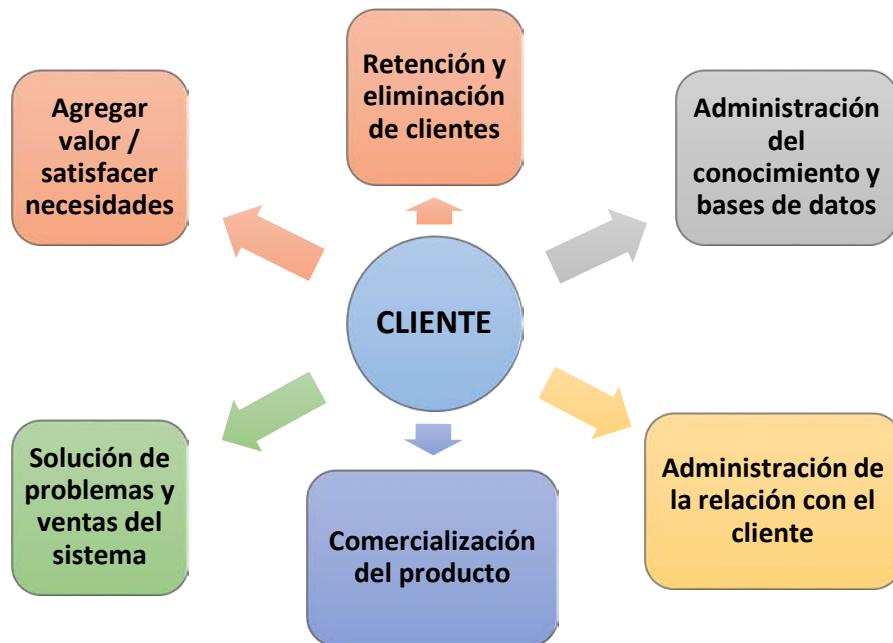 Retención y
eliminación
de clientes
Agregar
valor /
satisfacer
necesidades
Administración
del
conocimiento y
bases de datos
CLIENTE
Solución de
problemas y
ventas del
sistema
Comercialización
del producto
Administración de
la relación con el
cliente